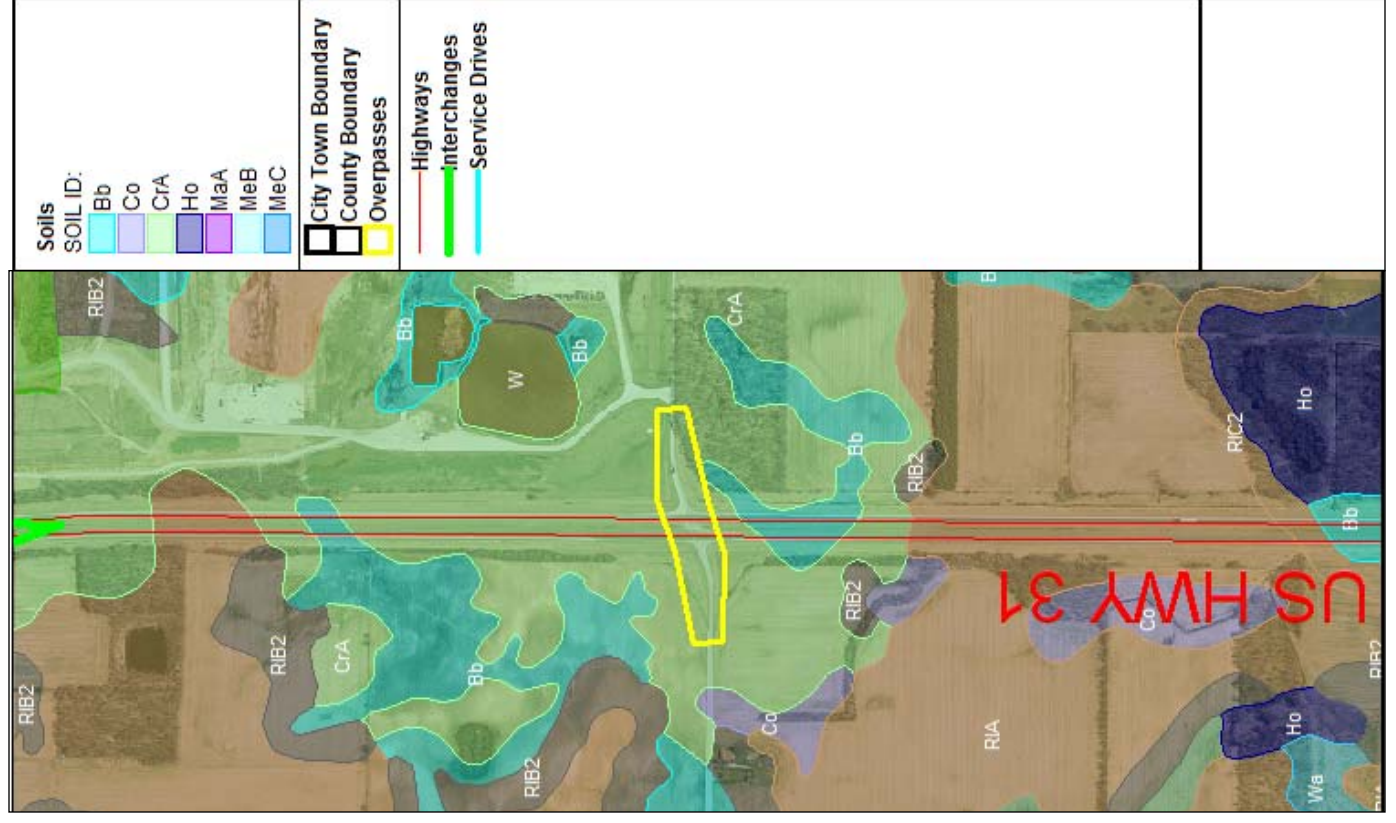 Soils
SOIL ID:
Bb
Co
CrA
Ho
MaA
MeB
MeC
City Town Boundary
County Boundary
Overpasses
Highways
Interchanges
Service Drives
RIB2
Bb
W
Bb
CrA
Bb
RIB2
RIC2
Ho
B
Bb
US HWY 31
RIB2
RIB2
CrA
Bb
RIB2
RIB2
Co
Co
RIA
Ho
Wa
RIB2